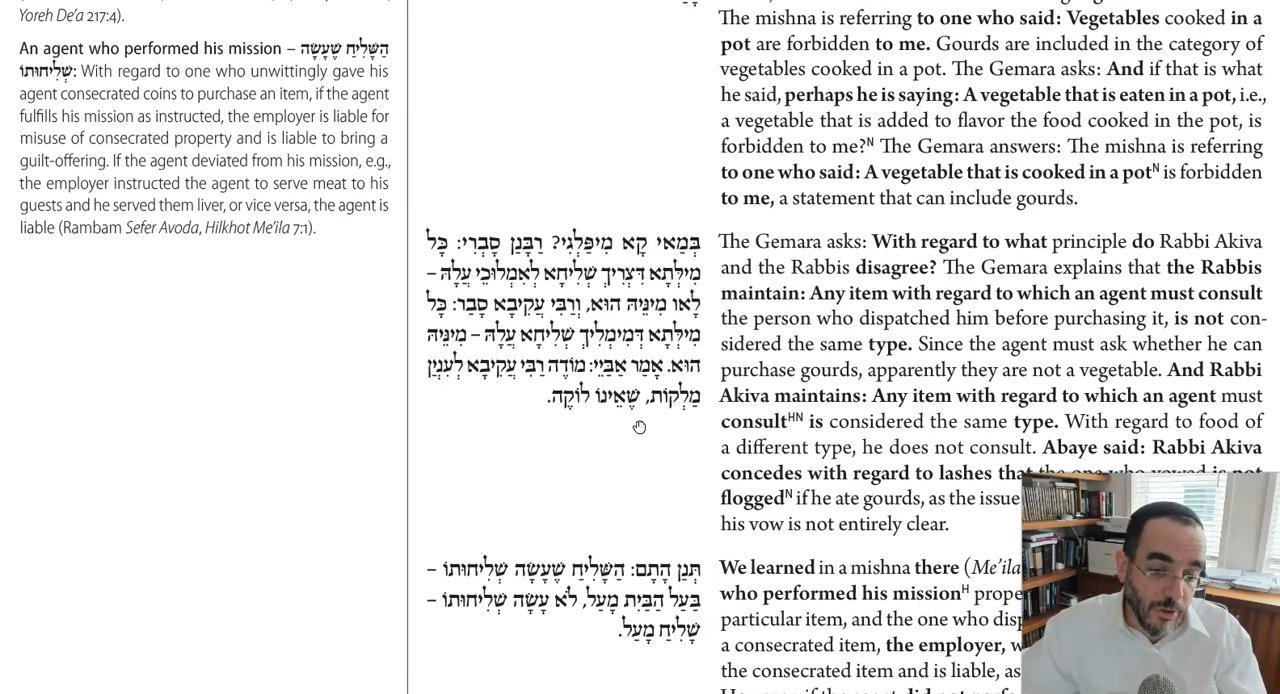 Yoreh De'a 217:4).
An agent who performed his mission – הַשָּׁלִיחַ שֶׁעָשָׂה
שְׁלִיחוּתוֹ: With regard to one who unwittingly gave his
agent consecrated coins to purchase an item, if the agent
fulfills his mission as instructed, the employer is liable for
misuse of consecrated property and is liable to bring a
guilt-offering. If the agent deviated from his mission, e.g.,
the employer instructed the agent to serve meat to his
guests and he served them liver, or vice versa, the agent is
liable (Rambam Sefer Avoda, Hilkhot Me'ila 7:1).
בְּמַאי קָא מִיפַּלְגִי? רַבָּנַן סָבְרִי: כׇּל
מִילְּתָא דִּצְרִיךְ שְׁלִיחָא לְאִמְּלוֹכֵי עֲלָהּ –
לָאו מִינֵּיהּ הוּא, וְרַבִּי עֲקִיבָא סָבַר: כׇּל
מִילְּתָא דְּמִימְּלִיךְ שְׁלִיחָא עֲלָהּ – מִינֵּיהּ
הוּא. אָמַר אַבָּיֵי: מוֹדֶה רַבִּי עֲקִיבָא לְעִנְיַן
מַלְקוֹת, שֶׁאֵינוֹ לוֹקֶה.
תְּנַן הָתָם: הַשָּׁלִיחַ שֶׁעָשָׂה שְׁלִיחוּתוֹ –
בַּעַל הַבַּיִת מָעַל, לֹא עָשָׂה שְׁלִיחוּתוֹ –
שָׁלִיחַ מָעַל.
The mishna is referring to one who said: Vegetables cooked in a
pot are forbidden to me. Gourds are included in the category of
vegetables cooked in a pot. The Gemara asks: And if that is what
he said, perhaps he is saying: A vegetable that is eaten in a pot, i.e.,
a vegetable that is added to flavor the food cooked in the pot, is
forbidden to me?N The Gemara answers: The mishna is referring
to one who said: A vegetable that is cooked in a potN is forbidden
to me, a statement that can include gourds.
The Gemara asks: With regard to what principle do Rabbi Akiva
and the Rabbis disagree? The Gemara explains that the Rabbis
maintain: Any item with regard to which an agent must consult
the person who dispatched him before purchasing it, is not con-
sidered the same type. Since the agent must ask whether he can
purchase gourds, apparently they are not a vegetable. And Rabbi
Akiva maintains: Any item with regard to which an agent must
consultHN is considered the same type. With regard to food of
a different type, he does not consult. Abaye said: Rabbi Akiva
concedes with regard to lashes that the one who vowed is not
floggedN if he ate gourds, as the issue
his vow is not entirely clear.
We learned in a mishna there (Me'ila
who performed his missionH prope
particular item, and the one who disp
a consecrated item, the employer, w
the consecrated item and is liable, as